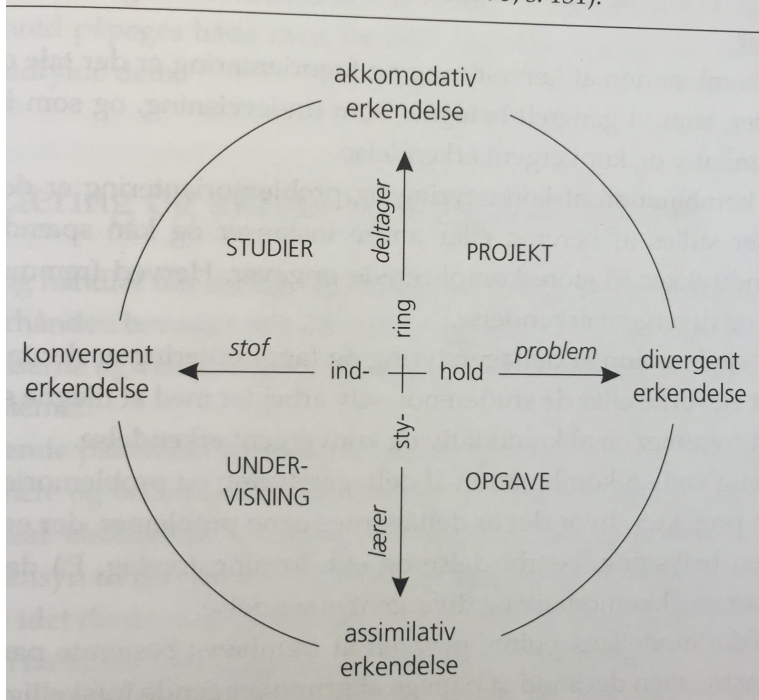 s. 151).
akkomodativ
erkendelse
deltager
STUDIER
PROJEKT
ring
konvergent
erkendelse
stof
ind-
hold
problem
divergent
erkendelse
sty-
UNDER-
VISNING
OPGAVE
lærer
assimilativ
erkendelse